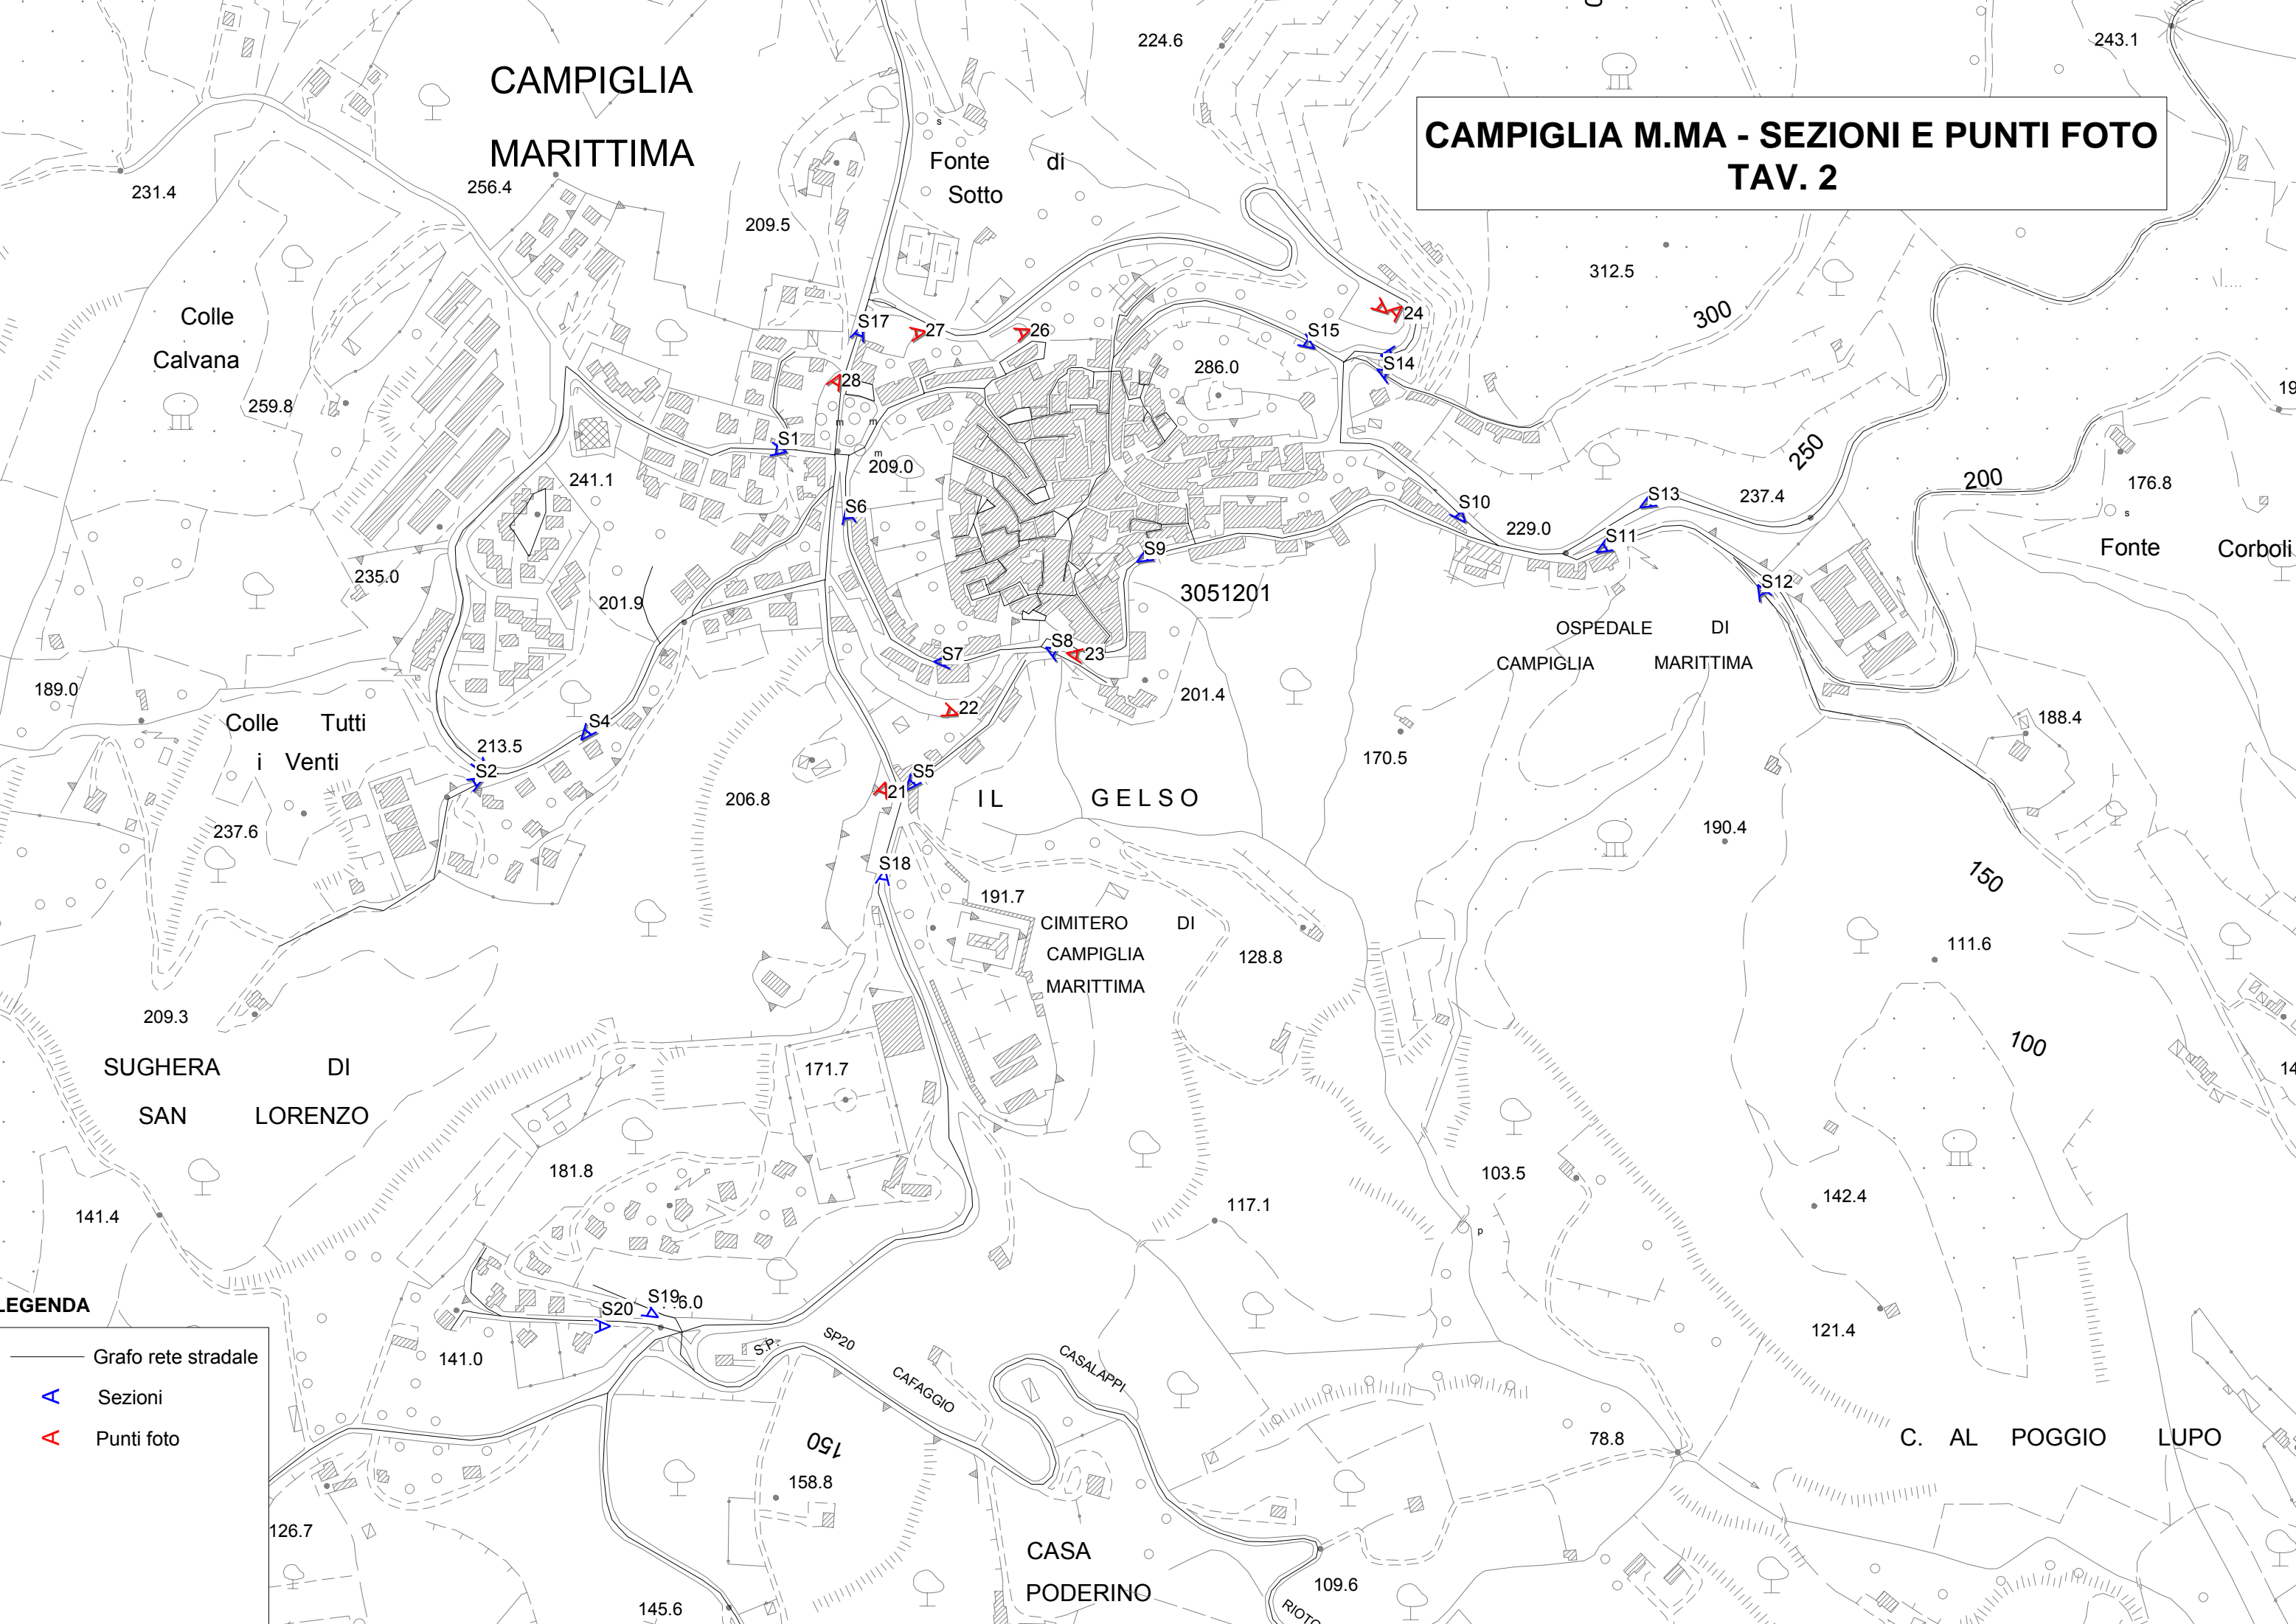 224.6
243.1
CAMPIGLIA
MARITTIMA
CAMPIGLIA M.MA - SEZIONI E PUNTI FOTO
TAV. 2
s
Fonte di
Sotto
231.4
256.4
209.5
312.5
300
Colle
Calvana
S17
27
26
24
S15
S14
28
286.0
259.8
m
m
m
S1
209.0
241.1
250
200
176.8
s
S6
S10
S13
237.4
229.0
S11
Fonte Corboli
S9
235.0
201.9
3051201
S12
OSPEDALE DI
CAMPIGLIA MARITTIMA
S8
23
S7
189.0
201.4
22
Colle Tutti
i Venti
S4
213.5
S2
188.4
170.5
S5
21
206.8
IL GELSO
237.6
190.4
S18
150
191.7
CIMITERO DI
CAMPIGLIA
MARITTIMA
128.8
111.6
209.3
100
SUGHERA DI
SAN LORENZO
171.7
181.8
103.5
142.4
141.4
117.1
p
LEGENDA
S20
S19
6.0
121.4
Grafo rete stradale
Sezioni
Punti foto
141.0
S.P.
SP20
CAFAGGIO
CASALAPPI
150
158.8
78.8
C. AL POGGIO LUPO
126.7
CASA
PODERINO
109.6
145.6